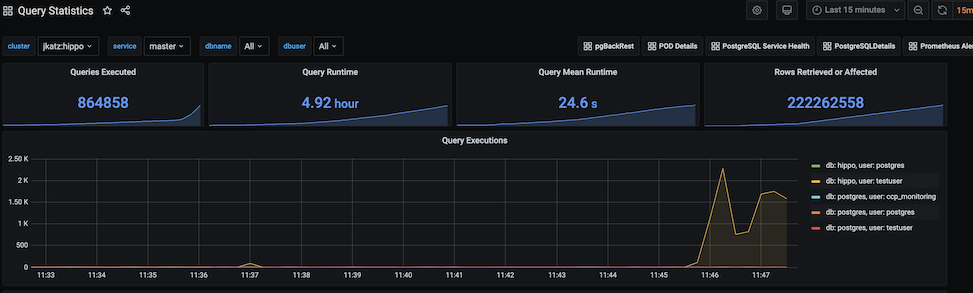 Query Statistics
Last 15 minutes 15m
cluster jkatz:hippo service master dbname All dbuser All pgBackRest POD Details PostgreSQL Service Health PostgreSQLDetails Prometheus Aler
Queries Executed Query Runtime Query Mean Runtime Rows Retrieved or Affected
864858 4.92 hour 24.6 s 222262558
Query Executions
2.50 K
2 K
1.50 K
1 K
500
0
11:33 11:34 11:35 11:36 11:37 11:38 11:39 11:40 11:41 11:42 11:43 11:44 11:45 11:46 11:47
db: hippo, user: postgres
db: hippo, user: testuser
db: postgres, user: ccp_monitoring
db: postgres, user: postgres
db: postgres, user: testuser